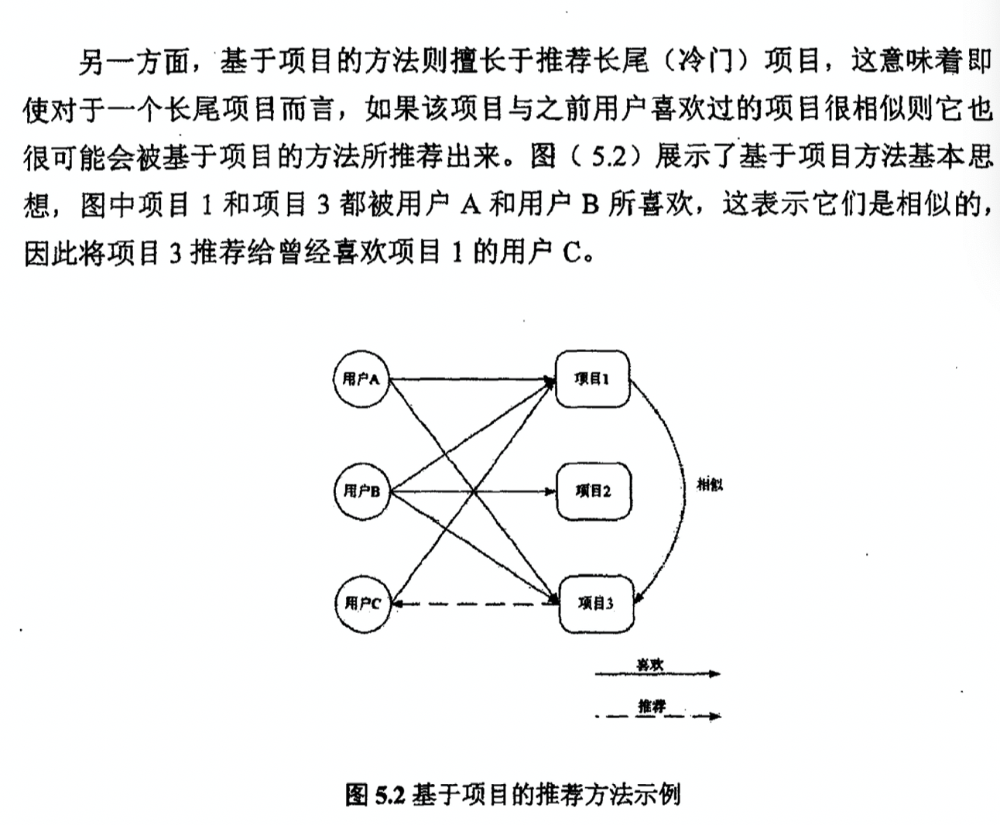 另一方面，基于项目的方法则擅长于推荐长尾（冷门）项目，这意味着即
使对于一个长尾项目而言，如果该项目与之前用户喜欢过的项目很相似则它也
很可能会被基于项目的方法所推荐出来。图（5.2）展示了基于项目方法基本思
想，图中项目 1 和项目 3 都被用户 A 和用户 B 所喜欢，这表示它们是相似的，
因此将项目 3 推荐给曾经喜欢项目 1 的用户 C。
用户A
项目1
用户B
项目2
相似
用户C
项目3
喜欢
推荐
图 5.2 基于项目的推荐方法示例